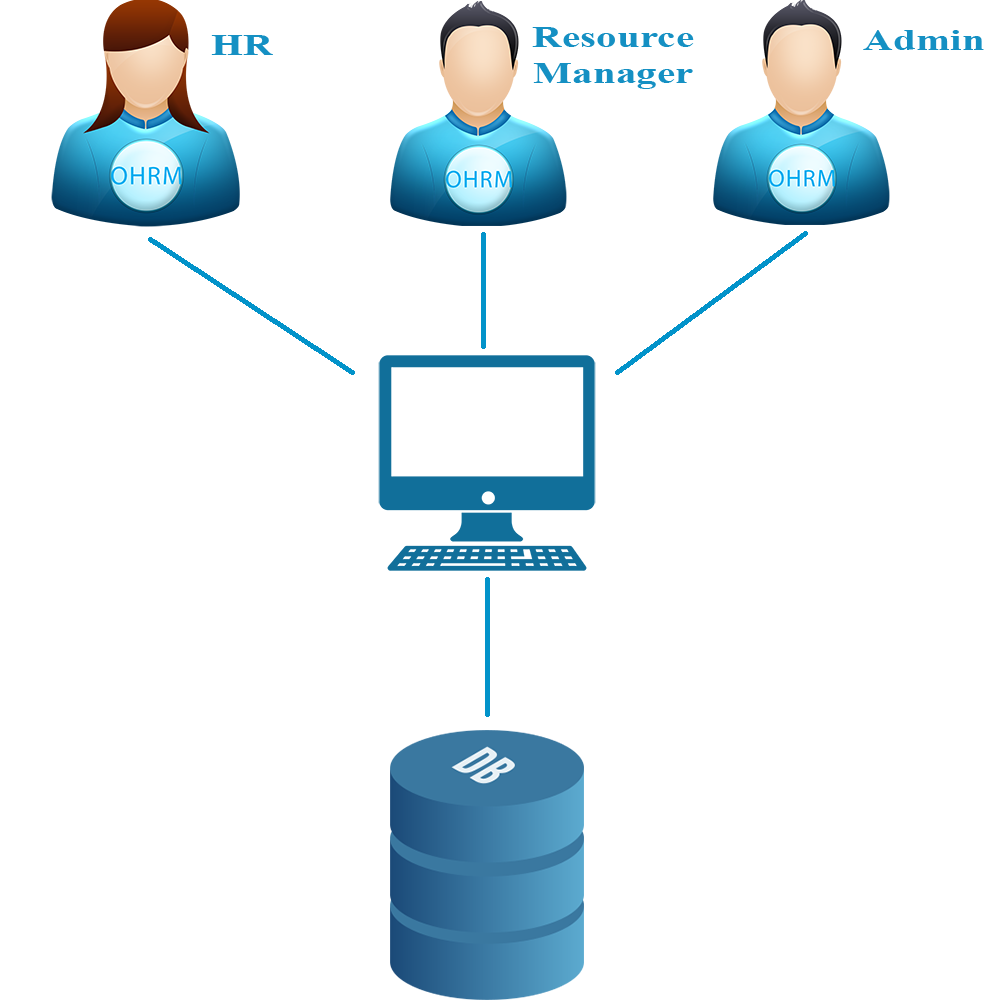 HR
Resource
Manager
Admin
OHRM
OHRM
OHRM
DB